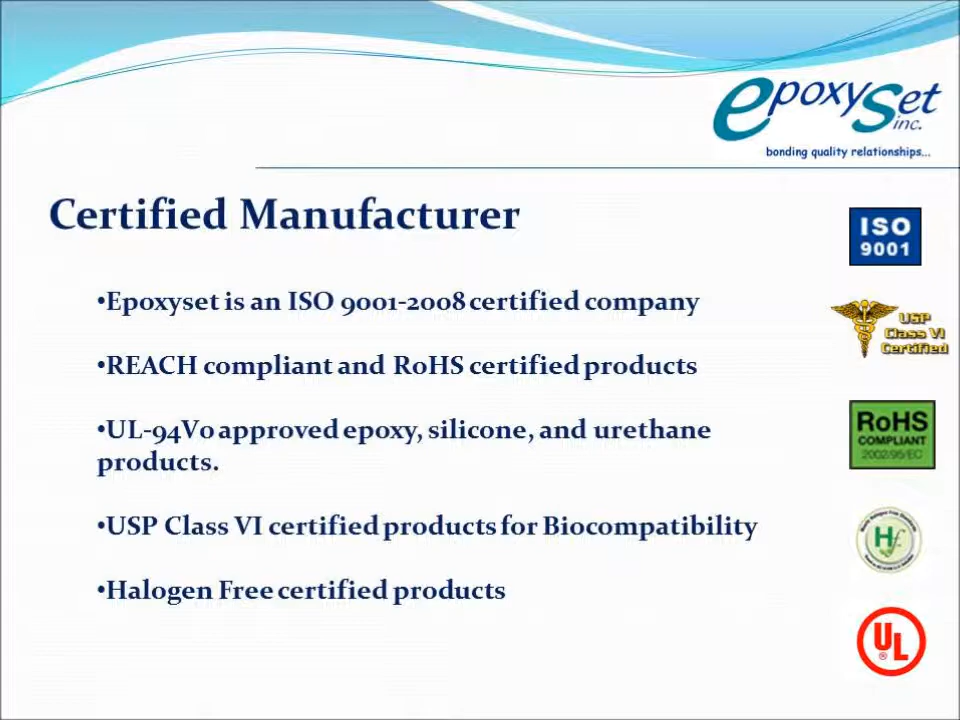 epoxySet
inc.
bonding quality relationships...
Certified Manufacturer
•Epoxyset is an ISO 9001-2008 certified company
•REACH compliant and RoHS certified products
•UL-94V0 approved epoxy, silicone, and urethane
products.
•USP Class VI certified products for Biocompatibility
•Halogen Free certified products
ISO
9001
USP
Class VI
Certified
RoHS
COMPLIANT
2002/95/EC
Hf
UL
®